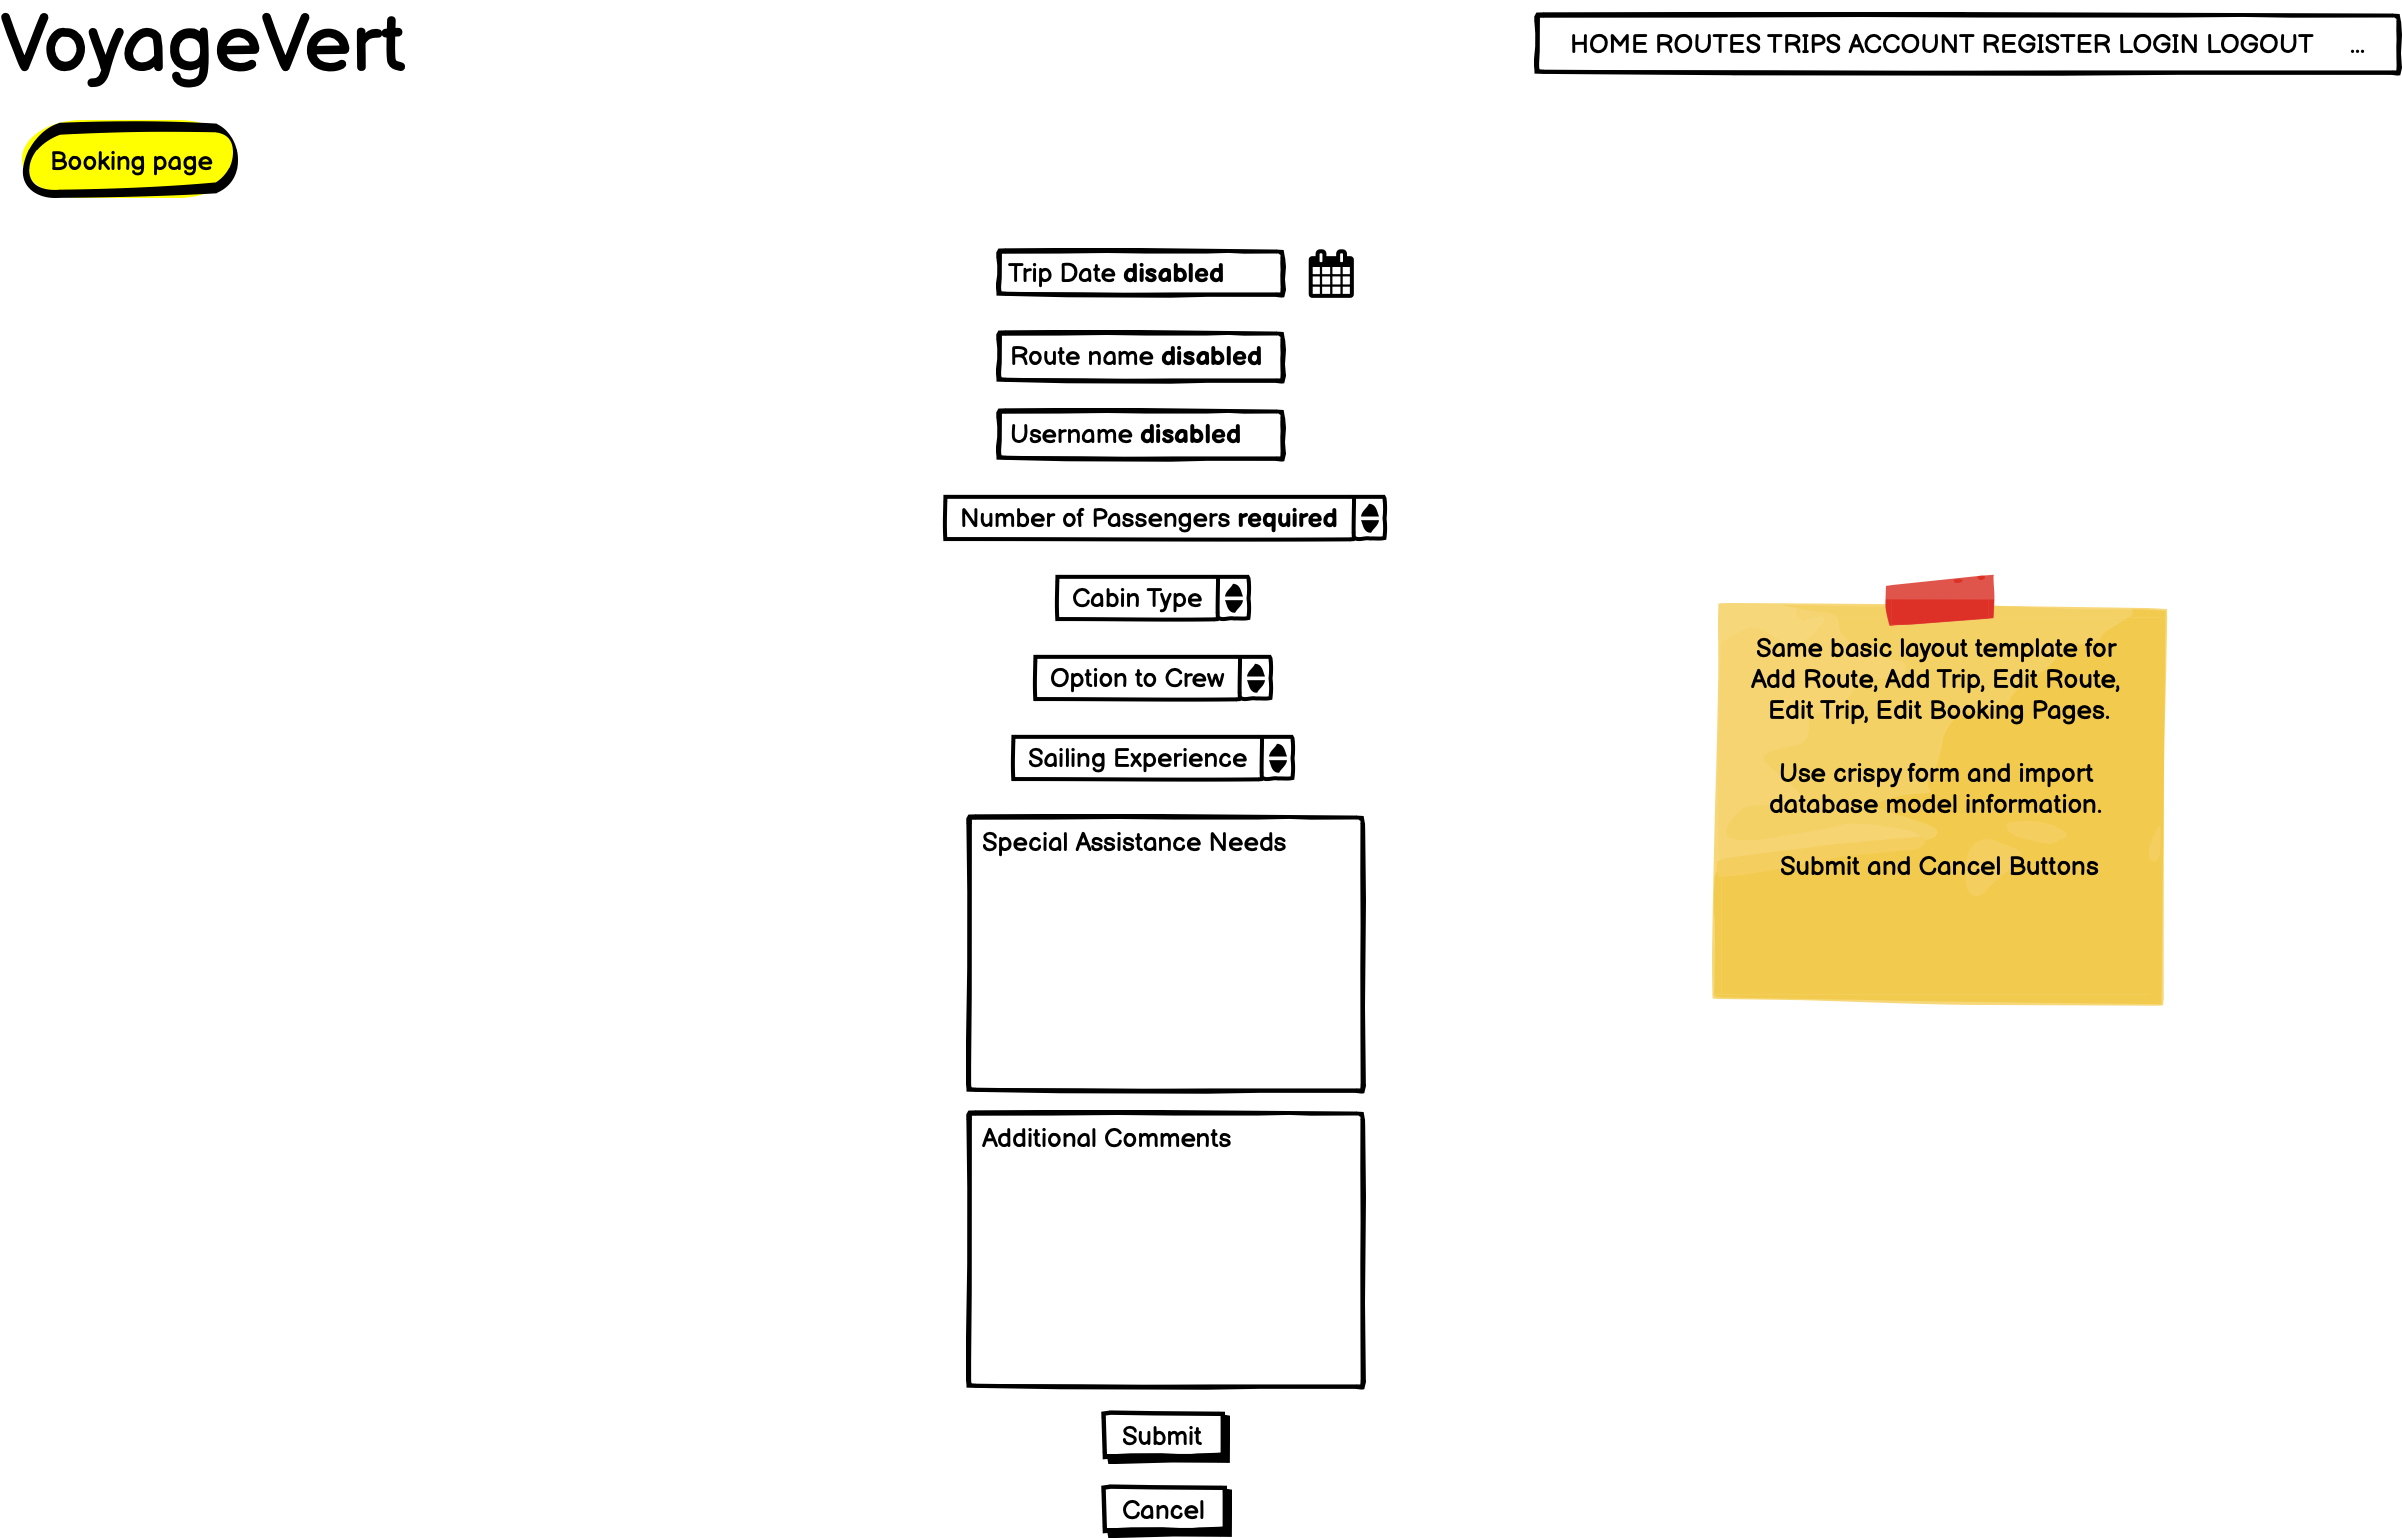 VoyageVert
HOME ROUTES TRIPS ACCOUNT REGISTER LOGIN LOGOUT ...
Booking page
Trip Date disabled
Route name disabled
Username disabled
Number of Passengers required
Cabin Type
Option to Crew
Sailing Experience
Special Assistance Needs
Additional Comments
Submit
Cancel
Same basic layout template for
Add Route, Add Trip, Edit Route,
Edit Trip, Edit Booking Pages.
Use crispy form and import
database model information.
Submit and Cancel Buttons